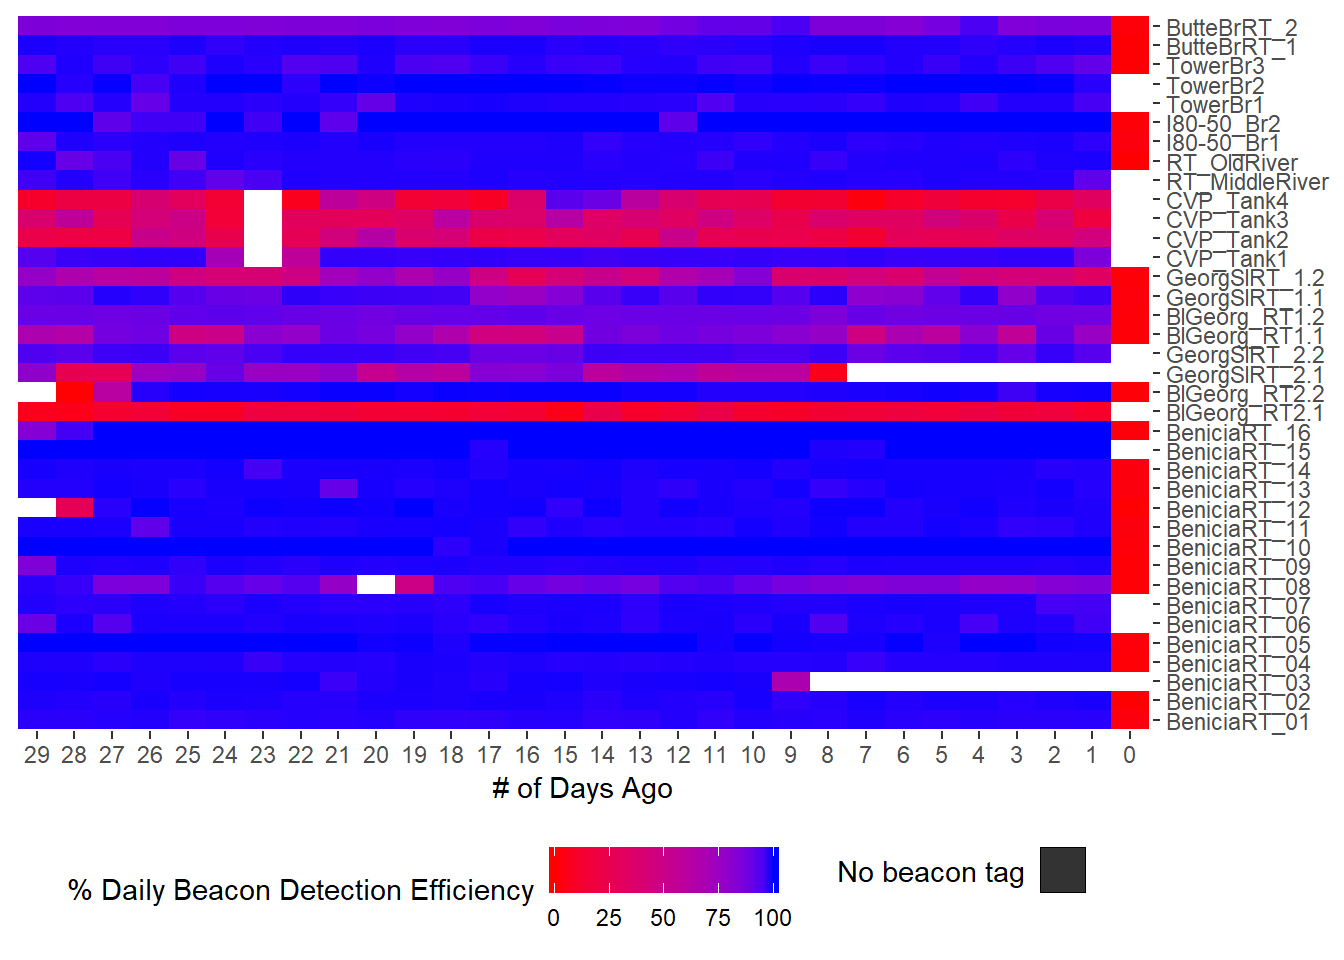 ButteBrRT_2
ButteBrRT_1
TowerBr3
TowerBr2
TowerBr1
I80-50_Br2
I80-50_Br1
RT_OldRiver
RT_MiddleRiver
CVP_Tank4
CVP_Tank3
CVP_Tank2
CVP_Tank1
GeorgSlRT_1.2
GeorgSlRT_1.1
BlGeorg_RT1.2
BlGeorg_RT1.1
GeorgSlRT_2.2
GeorgSlRT_2.1
BlGeorg_RT2.2
BlGeorg_RT2.1
BeniciaRT_16
BeniciaRT_15
BeniciaRT_14
BeniciaRT_13
BeniciaRT_12
BeniciaRT_11
BeniciaRT_10
BeniciaRT_09
BeniciaRT_08
BeniciaRT_07
BeniciaRT_06
BeniciaRT_05
BeniciaRT_04
BeniciaRT_03
BeniciaRT_02
BeniciaRT_01
29 28 27 26 25 24 23 22 21 20 19 18 17 16 15 14 13 12 11 10 9 8 7 6 5 4 3 2 1 0
# of Days Ago
% Daily Beacon Detection Efficiency
0 25 50 75 100
No beacon tag